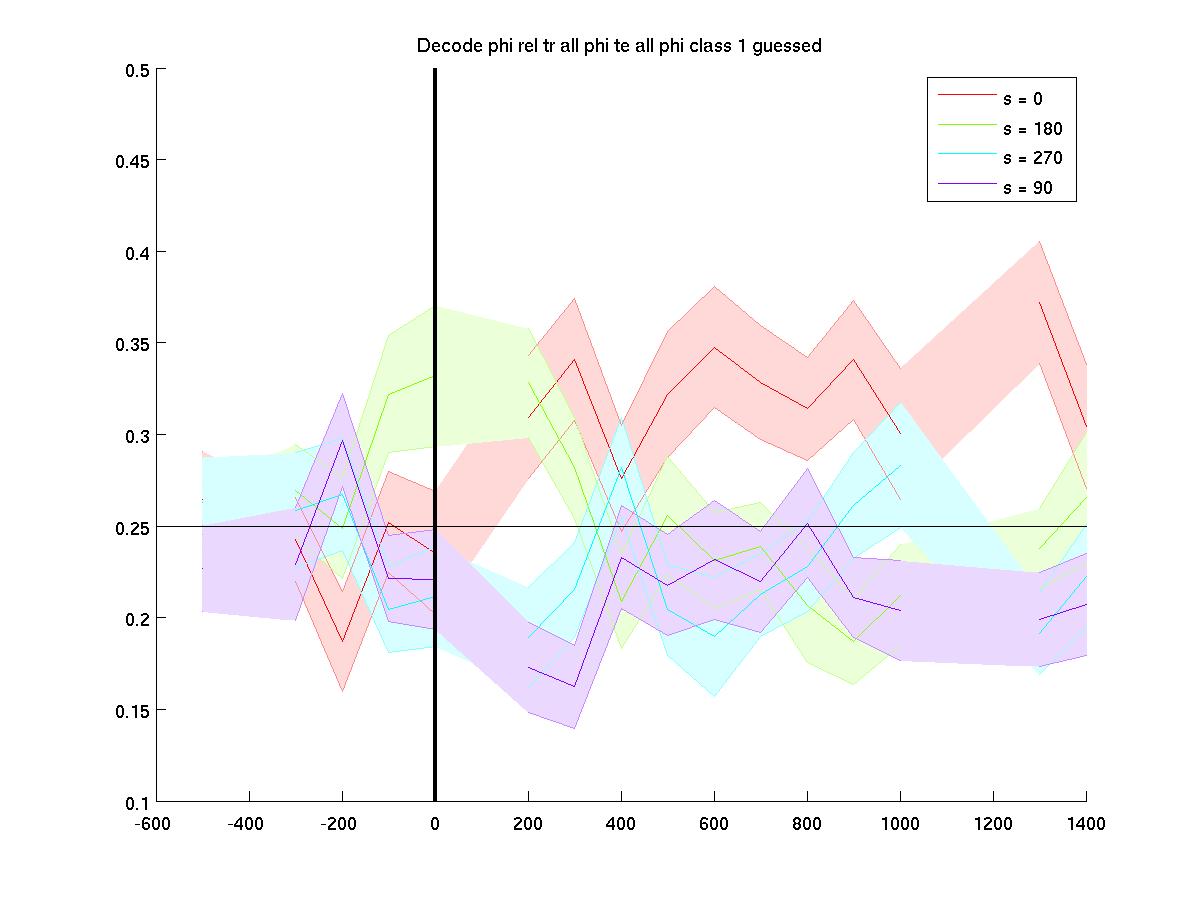 Decode phi rel tr all phi te all phi class 1 guessed
0.5
0.45
0.4
0.35
0.3
0.25
0.2
0.15
0.1
-600 -400 -200 0 200 400 600 800 1000 1200 1400
s = 0
s = 180
s = 270
s = 90